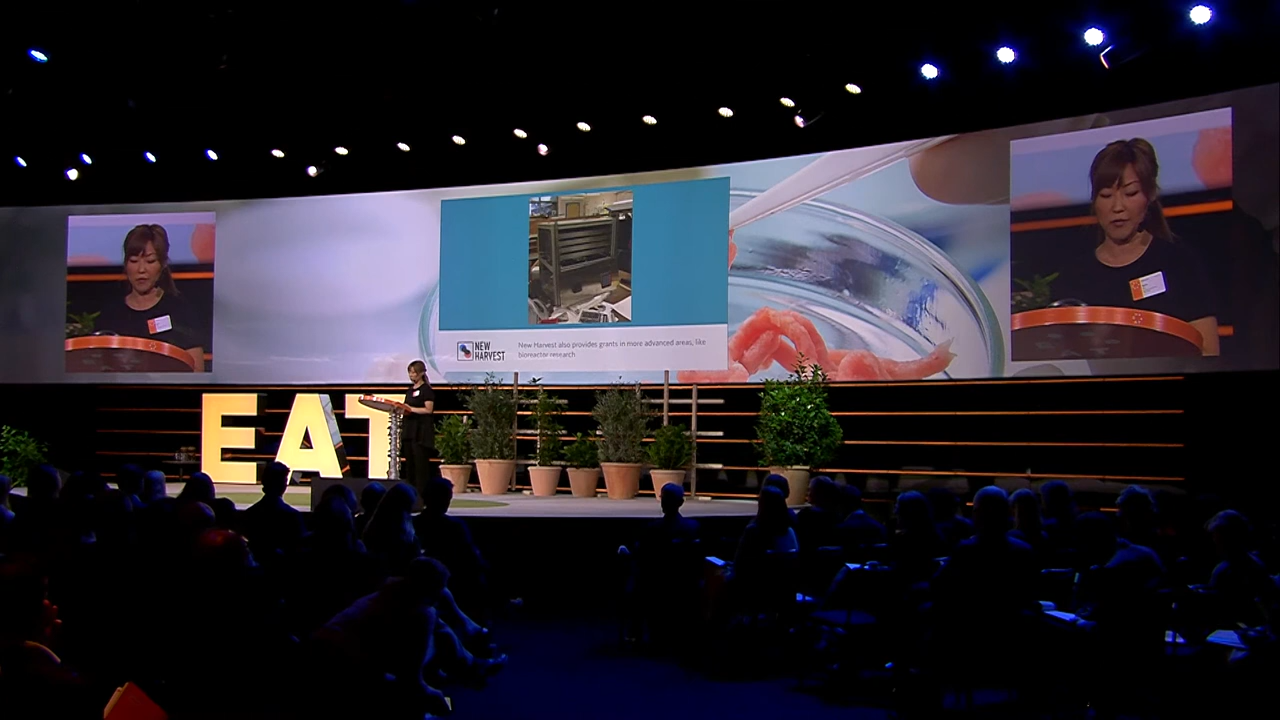 NEW
HARVEST
New Harvest also provides grants in more advanced areas, like
bioreactor research
EAT